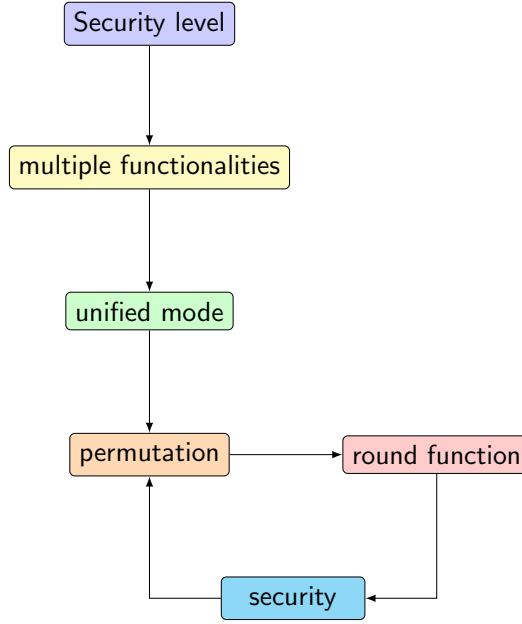 Security level
multiple functionalities
unified mode
permutation
round function
security